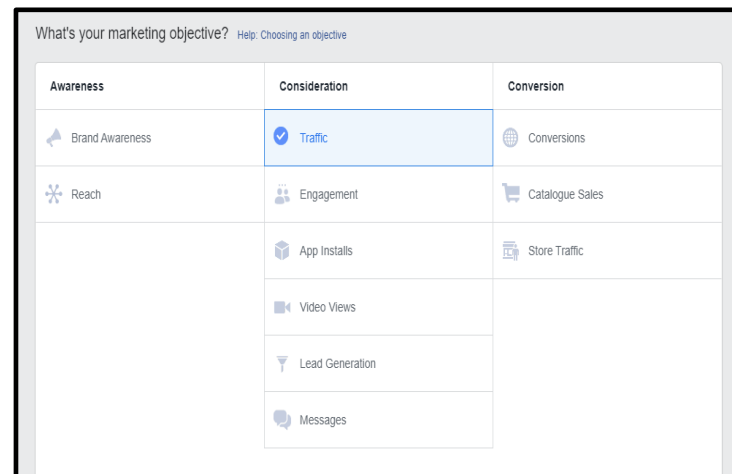 What's your marketing objective? Help: Choosing an objective
Awareness Consideration Conversion
Brand Awareness Traffic Conversions
Reach Engagement Catalogue Sales
App Installs Store Traffic
Video Views
Lead Generation
Messages